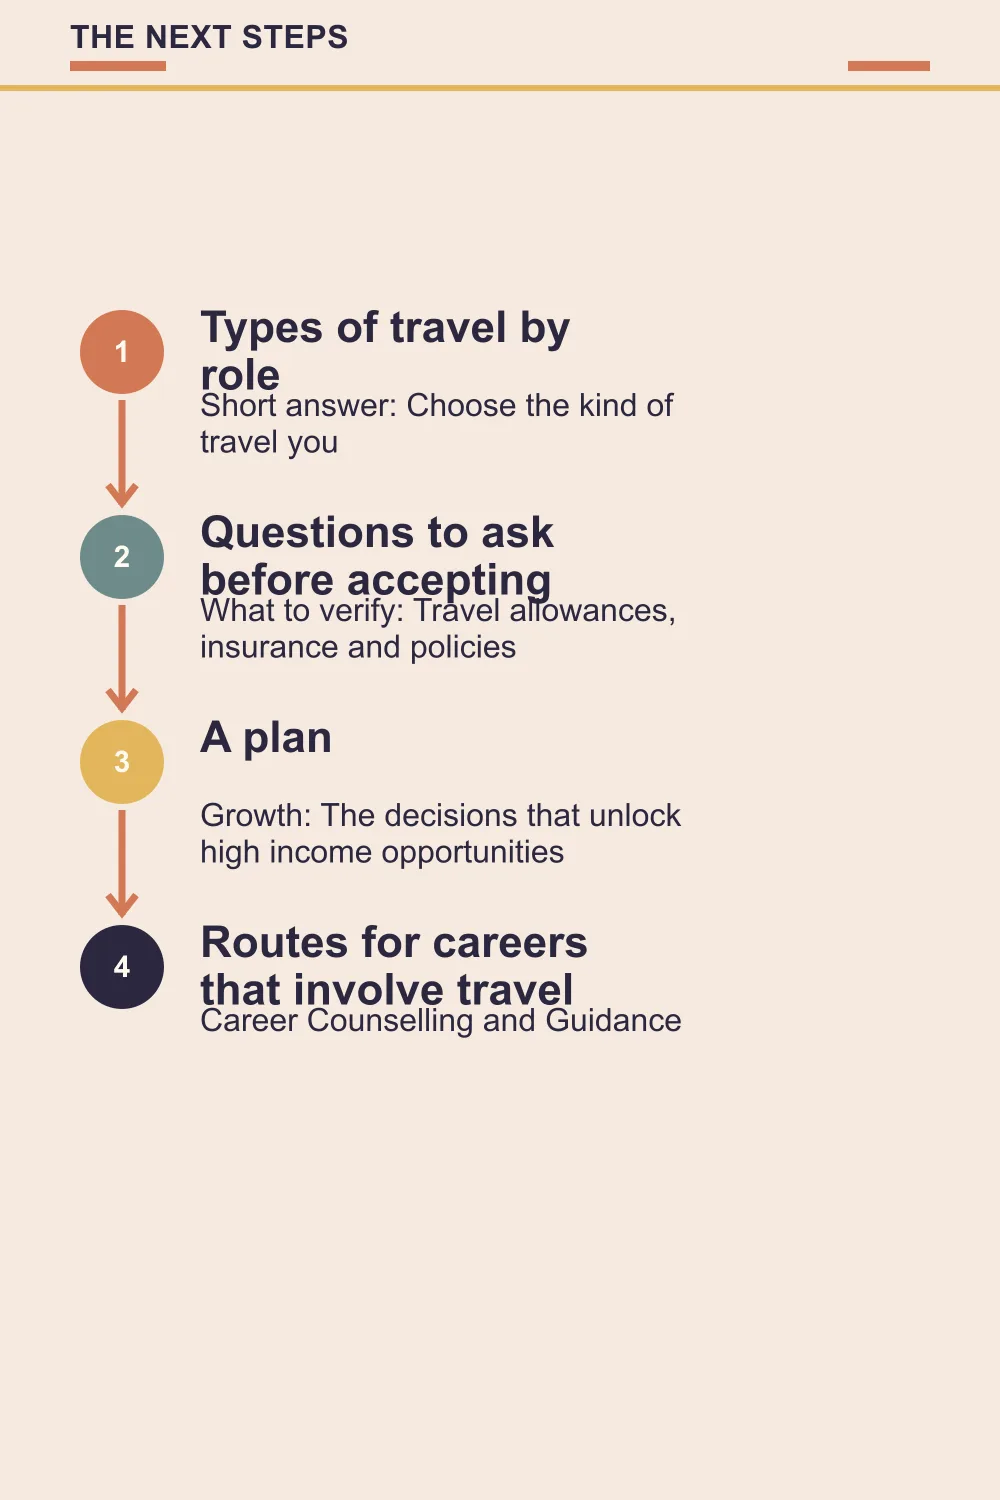 THE NEXT STEPS
1
Types of travel by
role
Short answer: Choose the kind of
travel you
2
Questions to ask
before accepting
What to verify: Travel allowances,
insurance and policies
3
A plan
Growth: The decisions that unlock
high income opportunities
4
Routes for careers
that involve travel
Career Counselling and Guidance